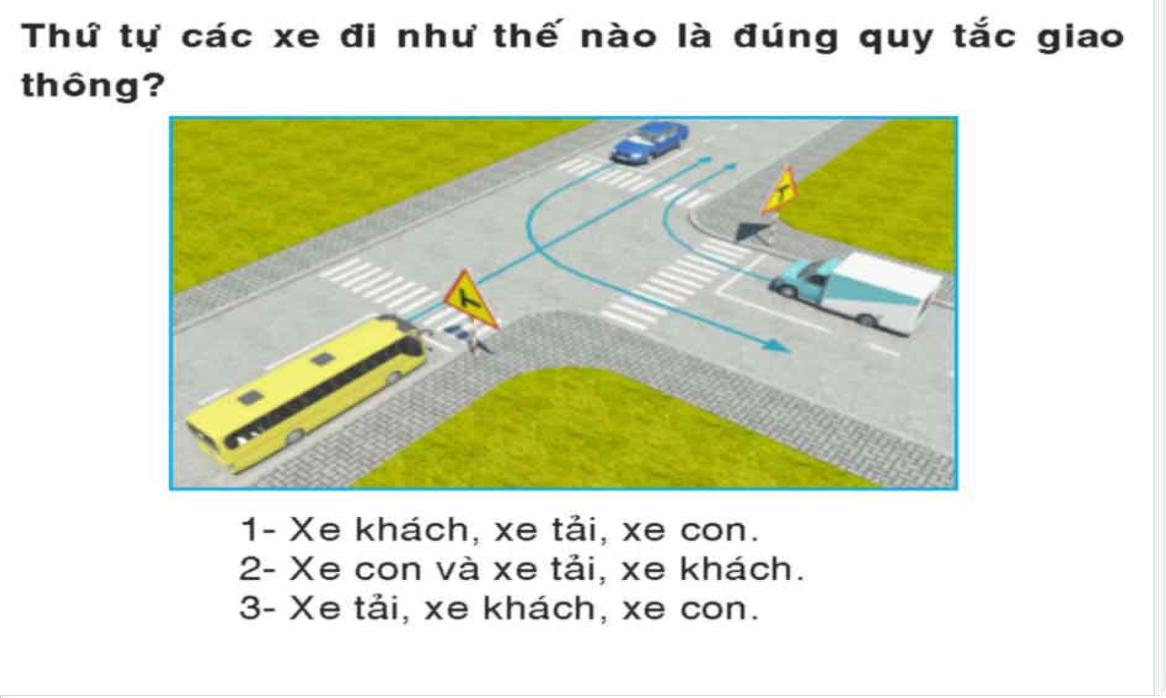 Thứ tự các xe đi như thế nào là đúng quy tắc giao
thông?
1- Xe khách, xe tải, xe con.
2- Xe con và xe tải, xe khách.
3- Xe tải, xe khách, xe con.